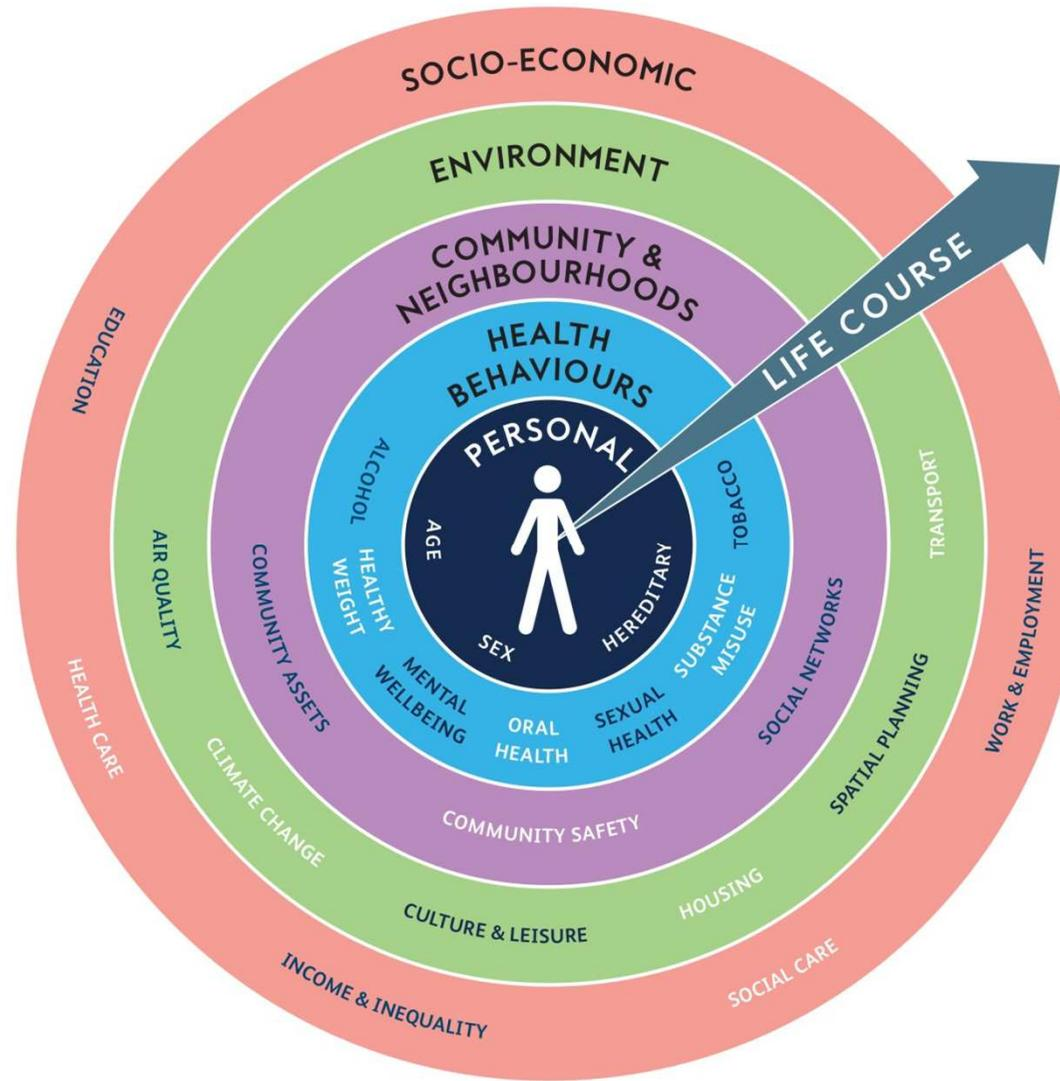 SOCIO-ECONOMIC
EDUCATION
HEALTH CARE
INCOME & INEQUALITY
SOCIAL CARE
WORK & EMPLOYMENT
ENVIRONMENT
AIR QUALITY
CLIMATE CHANGE
CULTURE & LEISURE
HOUSING
SPATIAL PLANNING
TRANSPORT
COMMUNITY &
NEIGHBOURHOODS
COMMUNITY ASSETS
COMMUNITY SAFETY
SOCIAL NETWORKS
HEALTH
BEHAVIOURS
ALCOHOL
HEALTHY
WEIGHT
MENTAL
WELLBEING
ORAL
HEALTH
SEXUAL
HEALTH
SUBSTANCE
MISUSE
TOBACCO
PERSONAL
AGE
SEX
HEREDITARY
LIFE COURSE